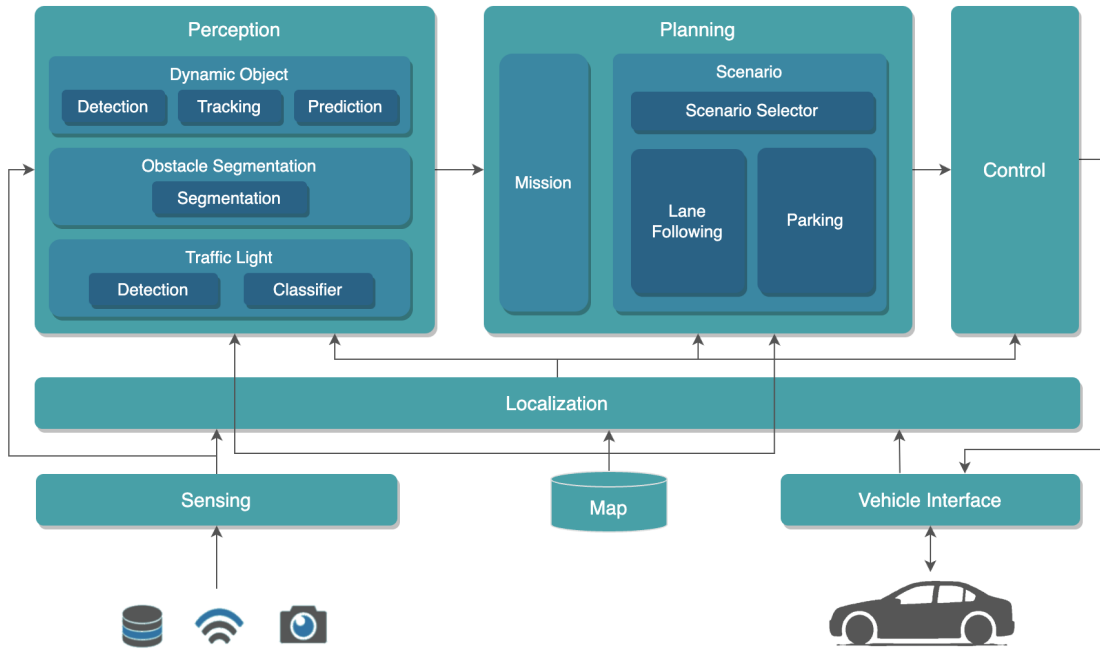 Perception
Dynamic Object
Detection
Tracking
Prediction
Obstacle Segmentation
Segmentation
Traffic Light
Detection
Classifier
Planning
Mission
Scenario
Scenario Selector
Lane
Following
Parking
Control
Localization
Sensing
Map
Vehicle Interface